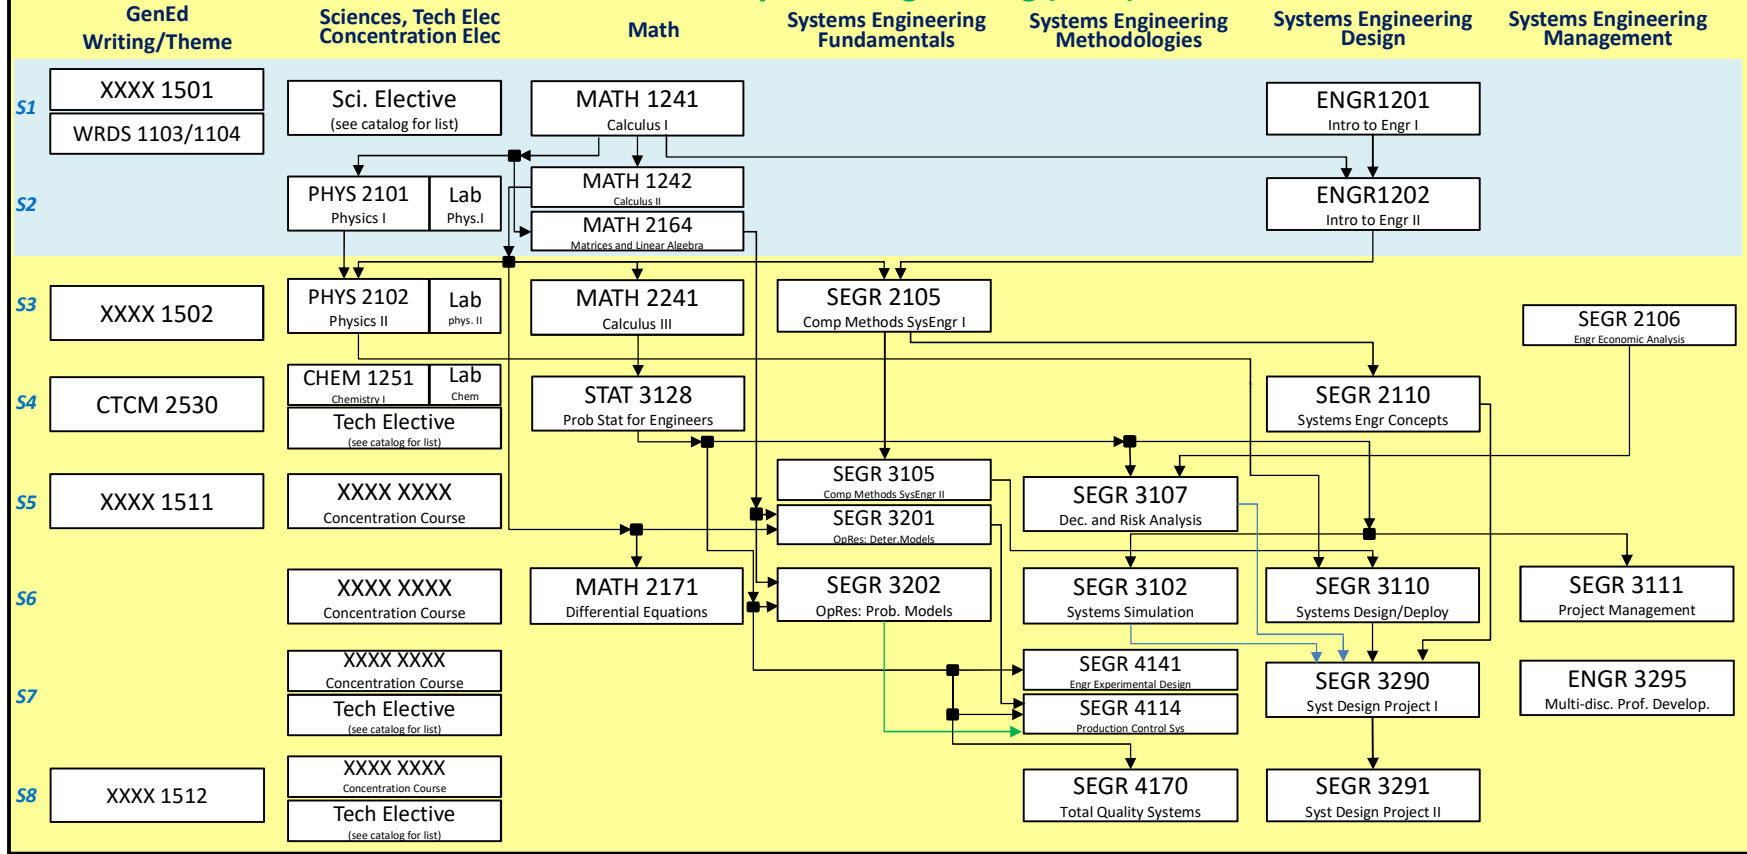 GenEd
Writing/Theme
Sciences, Tech Elec
Concentration Elec
Math
Systems Engineering
Fundamentals
Systems Engineering
Methodologies
Systems Engineering
Design
Systems Engineering
Management
S1
XXXX 1501
WRDS 1103/1104
Sci. Elective
(see catalog for list)
MATH 1241
Calculus I
ENGR1201
Intro to Engr I
S2
PHYS 2101
Physics I
Lab
Phys.I
MATH 1242
Calculus II
MATH 2164
Matrices and Linear Algebra
ENGR1202
Intro to Engr II
S3
XXXX 1502
PHYS 2102
Physics II
Lab
phys. II
MATH 2241
Calculus III
SEGR 2105
Comp Methods SysEngr I
SEGR 2106
Engr Economic Analysis
S4
CTCM 2530
CHEM 1251
Chemistry I
Lab
Chem
Tech Elective
(see catalog for list)
STAT 3128
Prob Stat for Engineers
SEGR 2110
Systems Engr Concepts
S5
XXXX 1511
XXXX XXXX
Concentration Course
SEGR 3105
Comp Methods SysEngr II
SEGR 3201
OpRes: Deter.Models
SEGR 3107
Dec. and Risk Analysis
S6
XXXX XXXX
Concentration Course
MATH 2171
Differential Equations
SEGR 3202
OpRes: Prob. Models
SEGR 3102
Systems Simulation
SEGR 3110
Systems Design/Deploy
SEGR 3111
Project Management
S7
XXXX XXXX
Concentration Course
Tech Elective
(see catalog for list)
SEGR 4141
Engr Experimental Design
SEGR 4114
Production Control Sys
SEGR 3290
Syst Design Project I
ENGR 3295
Multi-disc. Prof. Develop.
S8
XXXX 1512
XXXX XXXX
Concentration Course
Tech Elective
(see catalog for list)
SEGR 4170
Total Quality Systems
SEGR 3291
Syst Design Project II